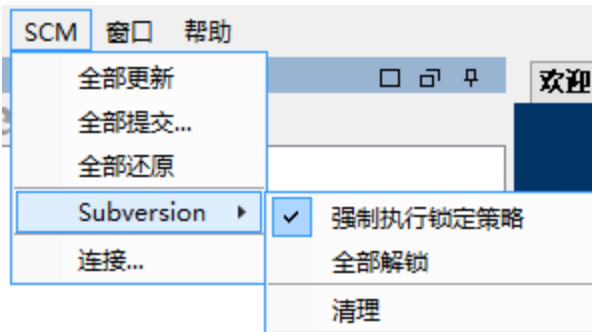 SCM 窗口 帮助
全部更新
欢迎
全部提交...
全部还原
Subversion
强制执行锁定策略
全部解锁
连接...
清理